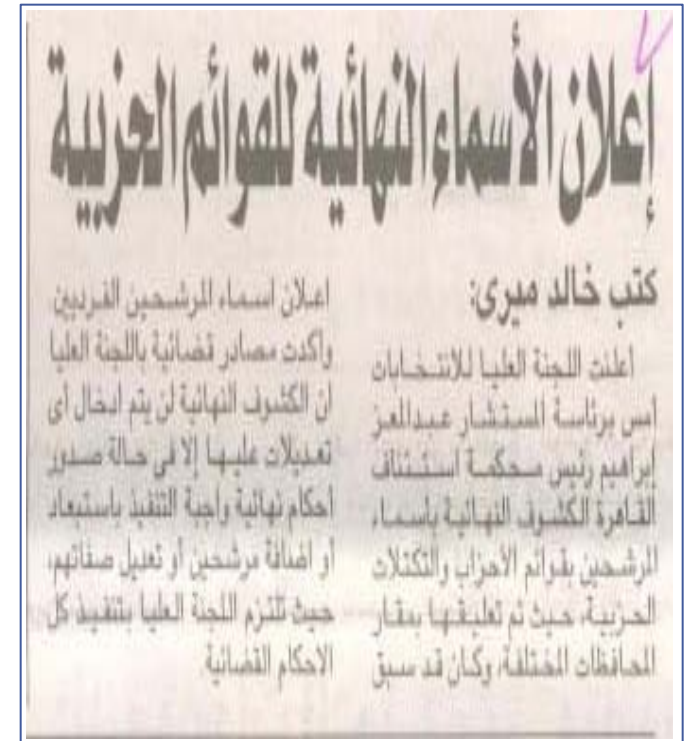 إعلان الأسماء النهائية للقوائم الحزبية
كتب خالد ميرى:
أعلنت اللجنة العليا للانتخابات
أمس برئاسة المستشار عبدالمعز
إبراهيم رئيس محكمة استئناف
القاهرة الكشوف النهائية بأسماء
المرشحين بقوائم الأحزاب والتكتلات
الحزبية، حيث تم تعليقها بمقار
المحافظات المختلفة، وكان قد سبق
اعلان اسماء المرشحين الفرديين
وأكدت مصادر قضائية باللجنة العليا
ان الكشوف النهائية لن يتم ادخال أى
تعديلات عليها إلا فى حالة صدور
أحكام نهائية واجبة التنفيذ باستبعاد
أو اضافة مرشحين أو تعديل صفاتهم،
حيث تلتزم اللجنة العليا بتنفيذ كل
الاحكام القضائية